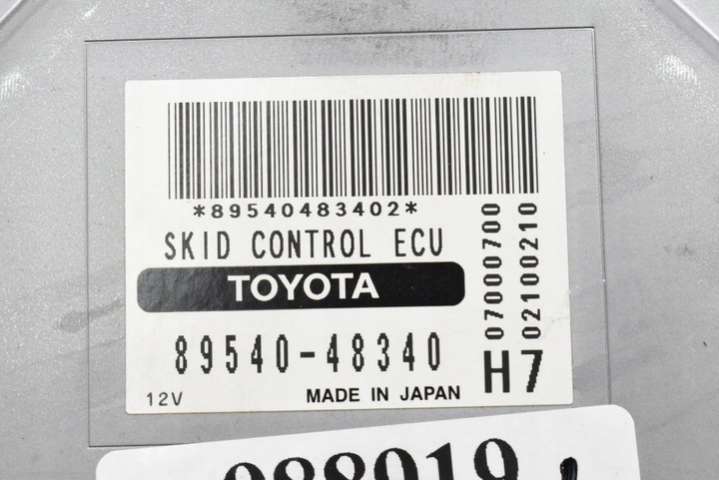 *89540483402*
SKID CONTROL ECU
TOYOTA
89540-48340
12V
MADE IN JAPAN
07000700
02100210
H7